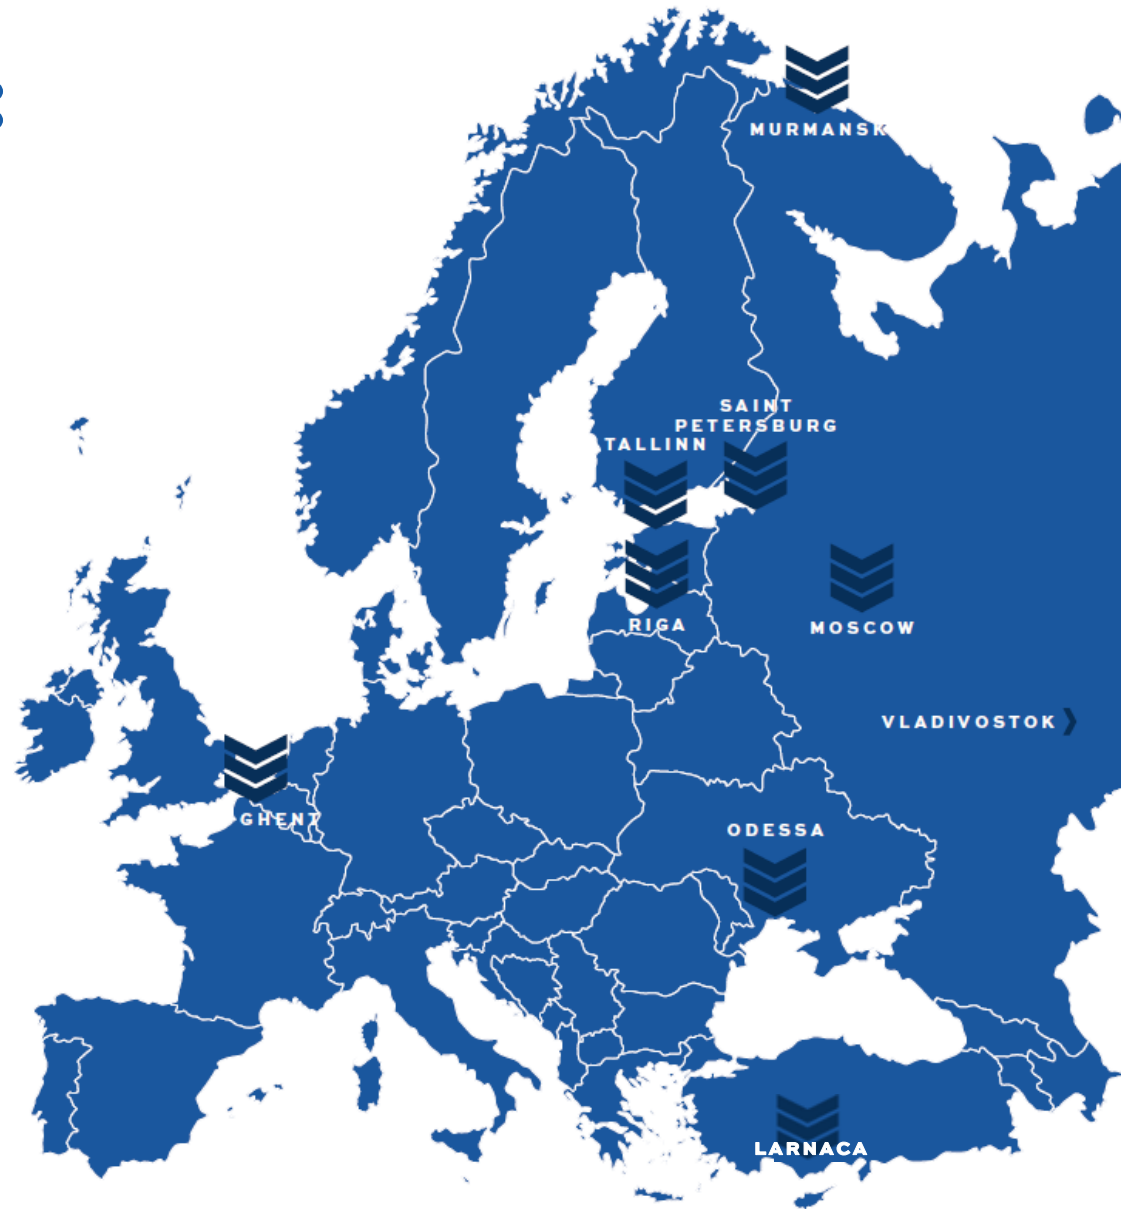 MURMANSK
SAINT
PETERSBURG
TALLINN
RIGA
MOSCOW
VLADIVOSTOK
GHENT
ODESSA
LARNACA